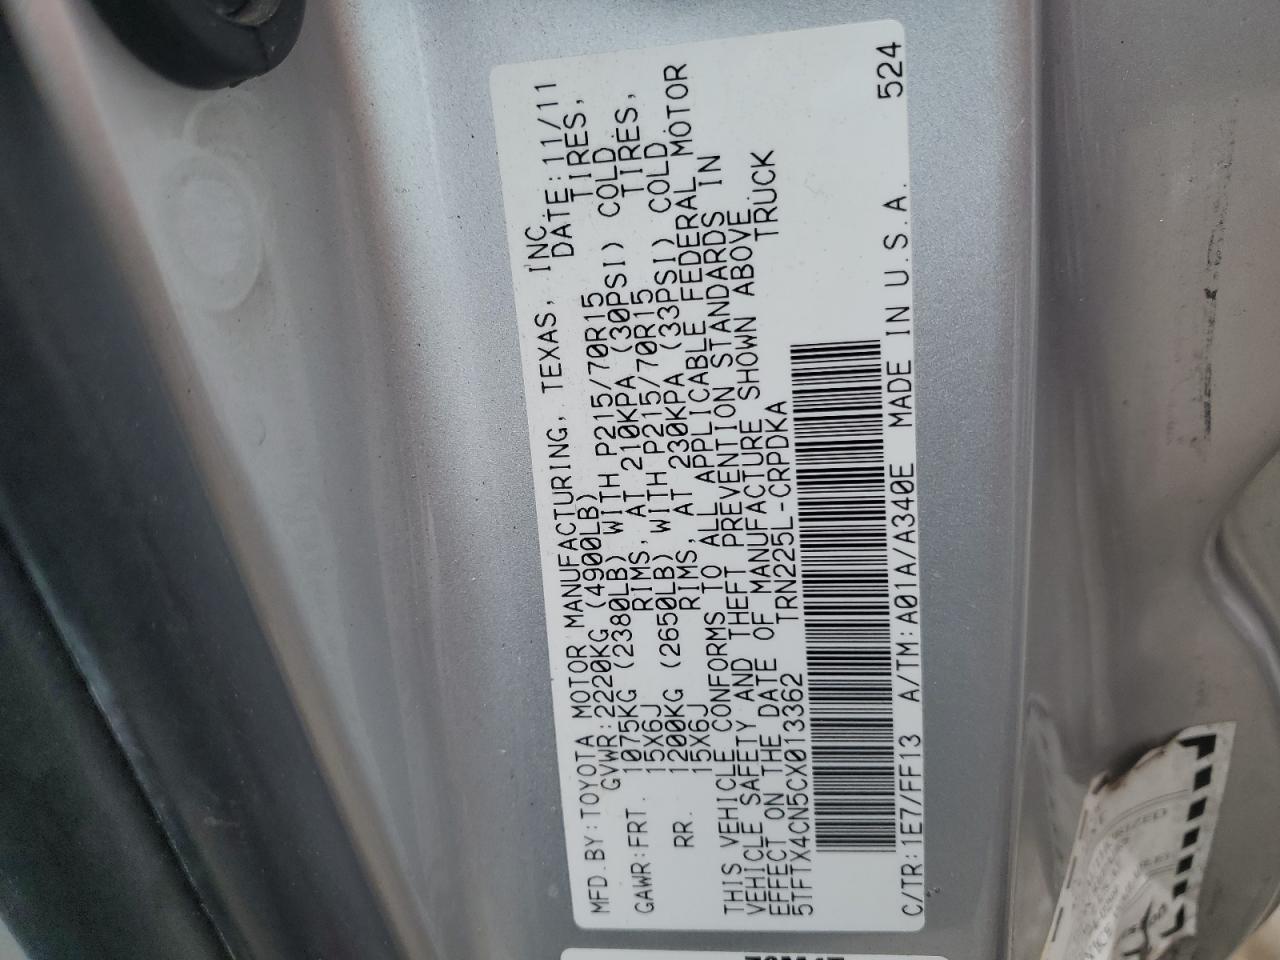 MFD.BY:TOYOTA MOTOR MANUFACTURING, TEXAS, INC.
GVWR:2220KG (4900LB) DATE:11/11
GAWR:FRT. 1075KG (2380LB) WITH P215/70R15 TIRES,
15X6J RIMS, AT 210KPA (30PSI) COLD
RR. 1200KG (2650LB) WITH P215/70R15 TIRES,
15X6J RIMS, AT 230KPA (33PSI) COLD
THIS VEHICLE CONFORMS TO ALL APPLICABLE FEDERAL MOTOR
VEHICLE SAFETY AND THEFT PREVENTION STANDARDS IN
EFFECT ON THE DATE OF MANUFACTURE SHOWN ABOVE.
5TFTX4CN5CX013362 TRN225L-CRPDKA TRUCK
C/TR:1E7/FF13 A/TM:A01A/A340E MADE IN U.S.A. 524